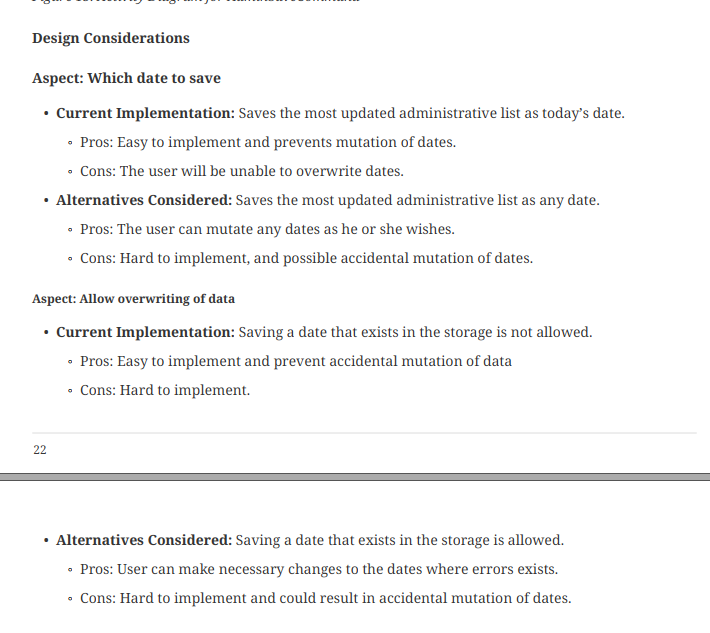 Design Considerations
Aspect: Which date to save
• Current Implementation: Saves the most updated administrative list as today's date.
◦ Pros: Easy to implement and prevents mutation of dates.
◦ Cons: The user will be unable to overwrite dates.
• Alternatives Considered: Saves the most updated administrative list as any date.
◦ Pros: The user can mutate any dates as he or she wishes.
◦ Cons: Hard to implement, and possible accidental mutation of dates.
Aspect: Allow overwriting of data
• Current Implementation: Saving a date that exists in the storage is not allowed.
◦ Pros: Easy to implement and prevent accidental mutation of data
◦ Cons: Hard to implement.
22
• Alternatives Considered: Saving a date that exists in the storage is allowed.
◦ Pros: User can make necessary changes to the dates where errors exists.
◦ Cons: Hard to implement and could result in accidental mutation of dates.